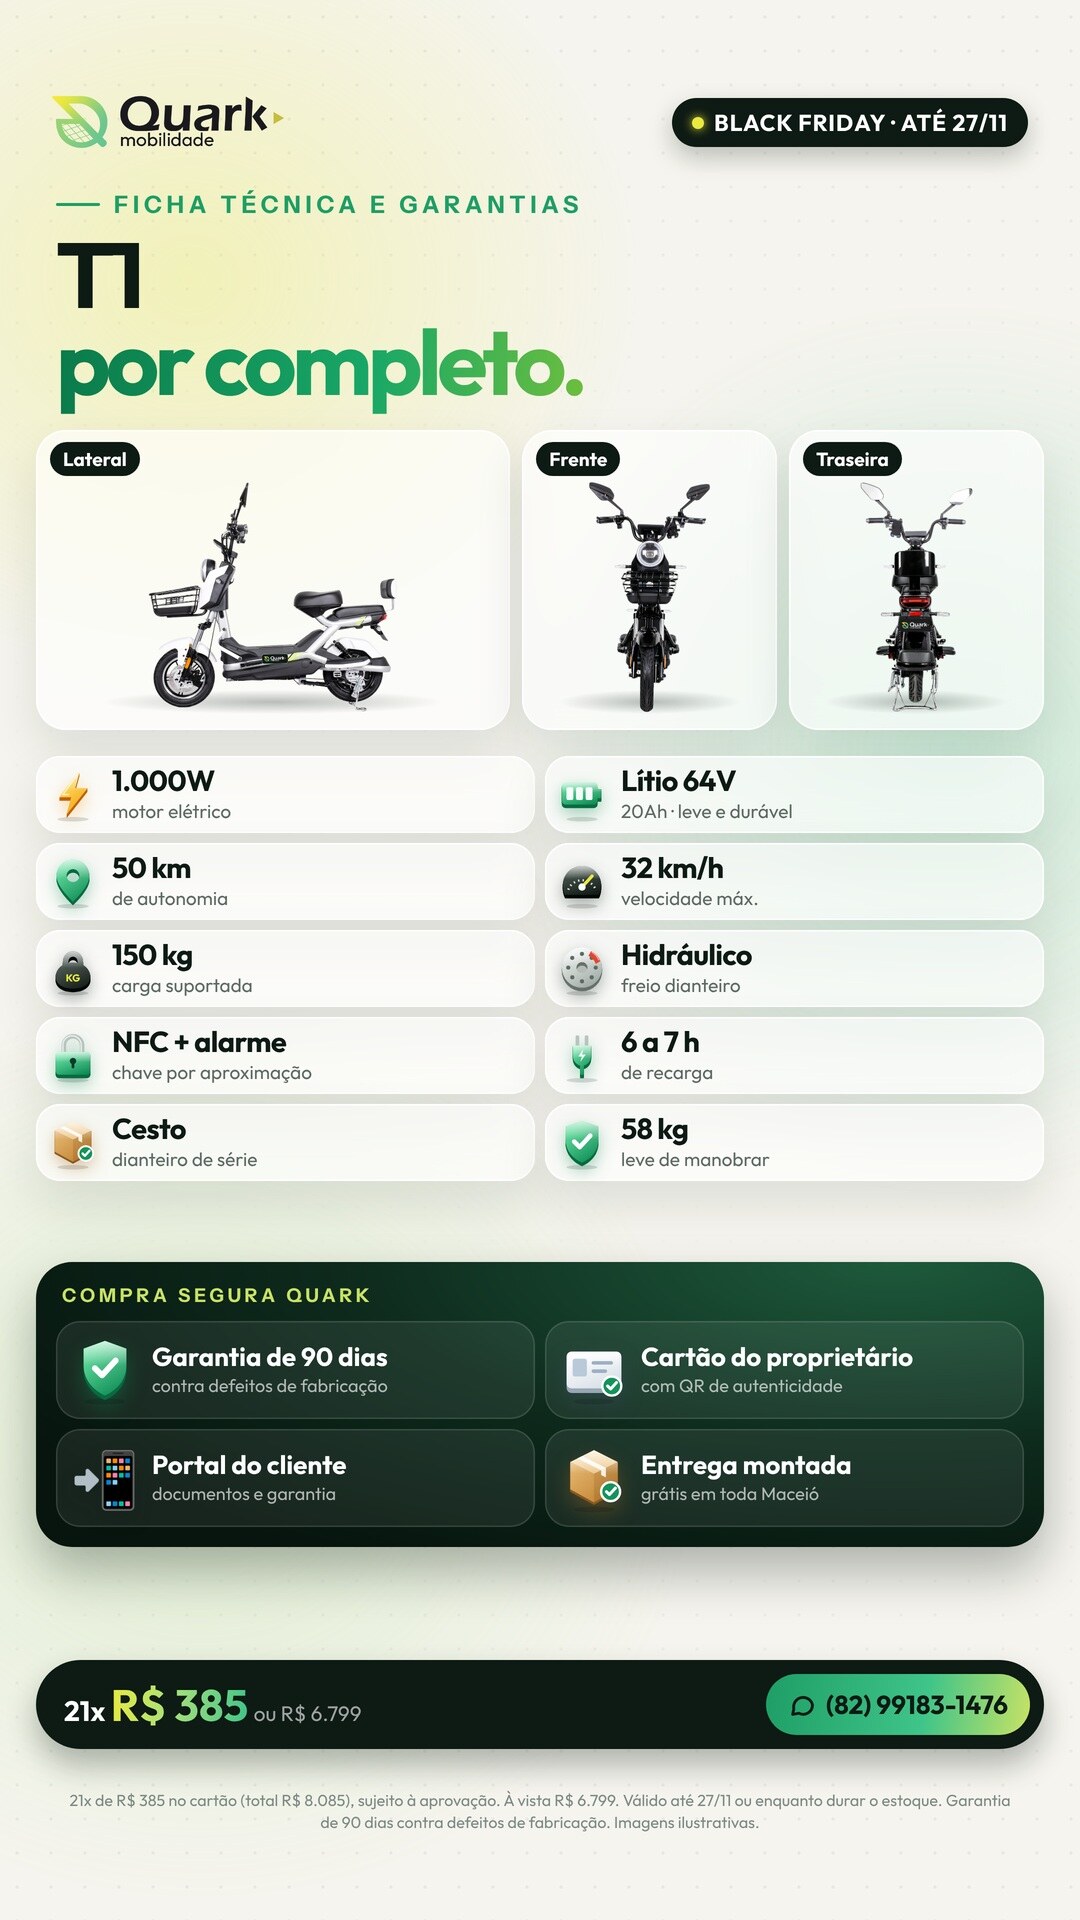 Quark
mobilidade
BLACK FRIDAY · ATÉ 27/11
FICHA TÉCNICA E GARANTIAS
T1
por completo.
Lateral
Frente
Traseira
Quark
Quark
1.000W
motor elétrico
Lítio 64V
20Ah · leve e durável
50 km
de autonomia
32 km/h
velocidade máx.
KG
150 kg
carga suportada
Hidráulico
freio dianteiro
NFC + alarme
chave por aproximação
6 a 7 h
de recarga
Cesto
dianteiro de série
58 kg
leve de manobrar
COMPRA SEGURA QUARK
Garantia de 90 dias
contra defeitos de fabricação
Cartão do proprietário
com QR de autenticidade
Portal do cliente
documentos e garantia
Entrega montada
grátis em toda Maceió
21x R$ 385 ou R$ 6.799
(82) 99183-1476
21x de R$ 385 no cartão (total R$ 8.085), sujeito à aprovação. À vista R$ 6.799. Válido até 27/11 ou enquanto durar o estoque. Garantia
de 90 dias contra defeitos de fabricação. Imagens ilustrativas.